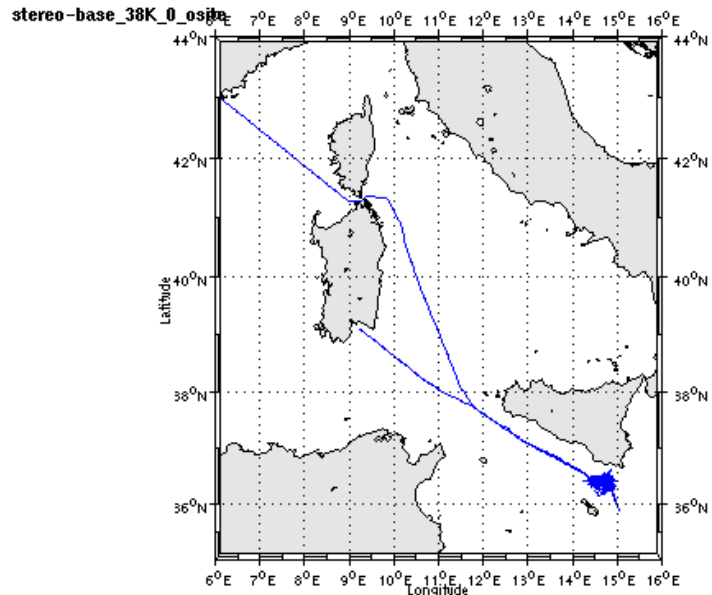 stereo-base_38K_0_osite
6°E 7°E 8°E 9°E 10°E 11°E 12°E 13°E 14°E 15°E 16°E
44°N 44°N
42°N 42°N
40°N 40°N
Latitude
38°N 38°N
36°N 36°N
6°E 7°E 8°E 9°E 10°E 11°E 12°E 13°E 14°E 15°E 16°E
Longitude